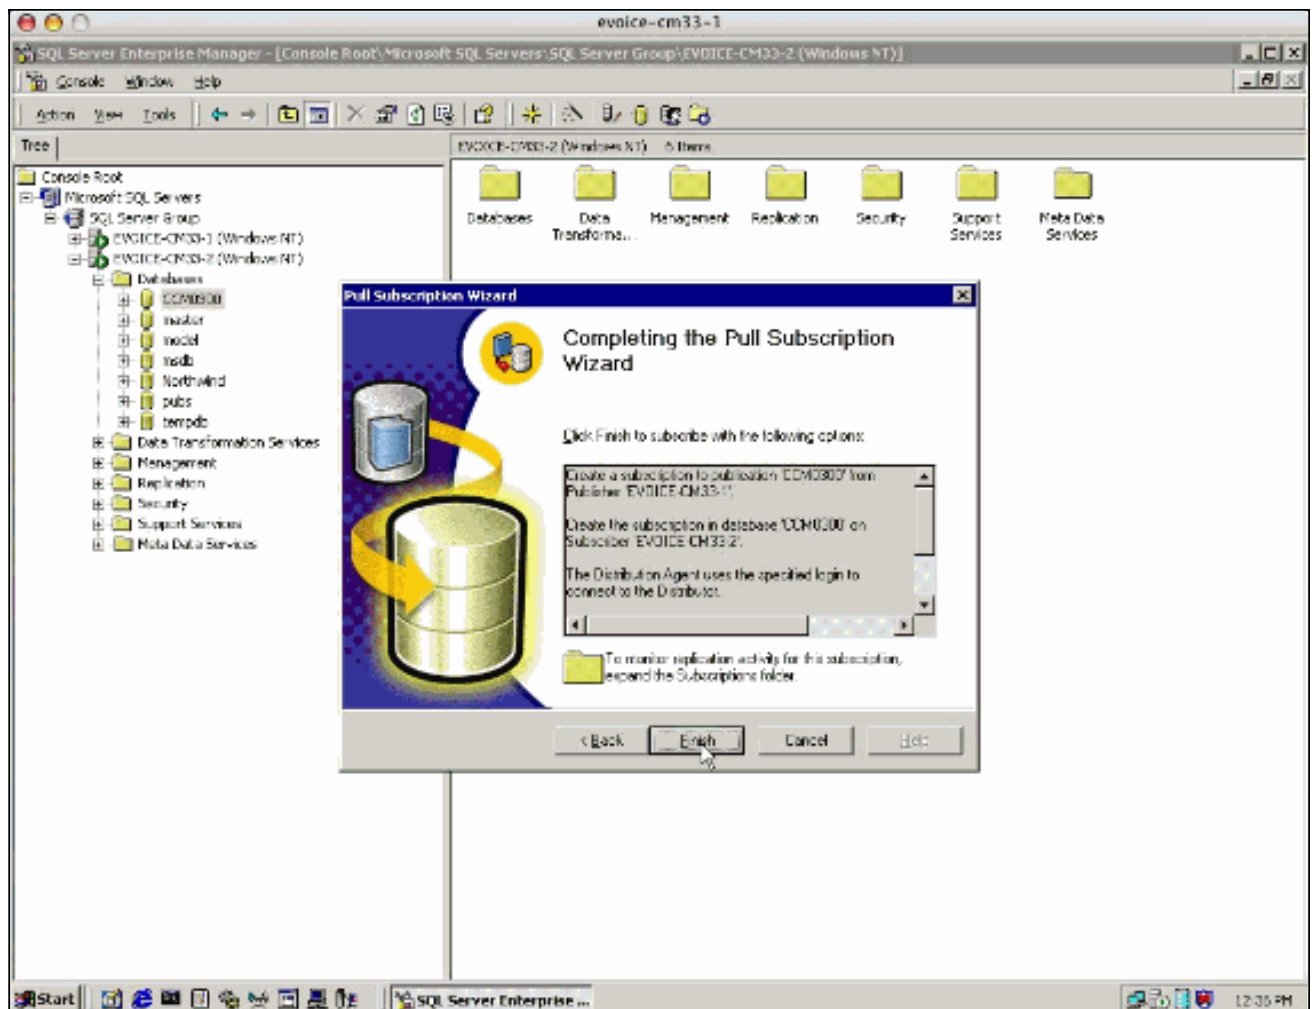 evoice-cm33-1
SQL Server Enterprise Manager - [Console Root\Microsoft SQL Servers\SQL Server Group\EVOICE-CM33-2 (Windows NT)]
Console Window Help
Action View Tools
Tree
EVOICE-CM33-2 (Windows NT) 6 Items
Console Root
Microsoft SQL Servers
SQL Server Group
EVOICE-CM33-1 (Windows NT)
EVOICE-CM33-2 (Windows NT)
Databases
CCM0300
master
model
msdb
Northwind
pubs
tempdb
Data Transformation Services
Management
Replication
Security
Support Services
Meta Data Services
Databases
Data Transforma...
Management
Replication
Security
Support Services
Meta Data Services
Pull Subscription Wizard
Completing the Pull Subscription
Wizard
Click Finish to subscribe with the following options:
Create a subscription to publication 'CCM0300' from
Publisher 'EVOICE-CM33-1'.
Create the subscription in database 'CCM0300' on
Subscriber 'EVOICE-CM33-2'.
The Distribution Agent uses the specified login to
connect to the Distributor.
To monitor replication activity for this subscription,
expand the Subscriptions folder.
< Back Finish Cancel Help
Start SQL Server Enterprise ... 12:35 PM